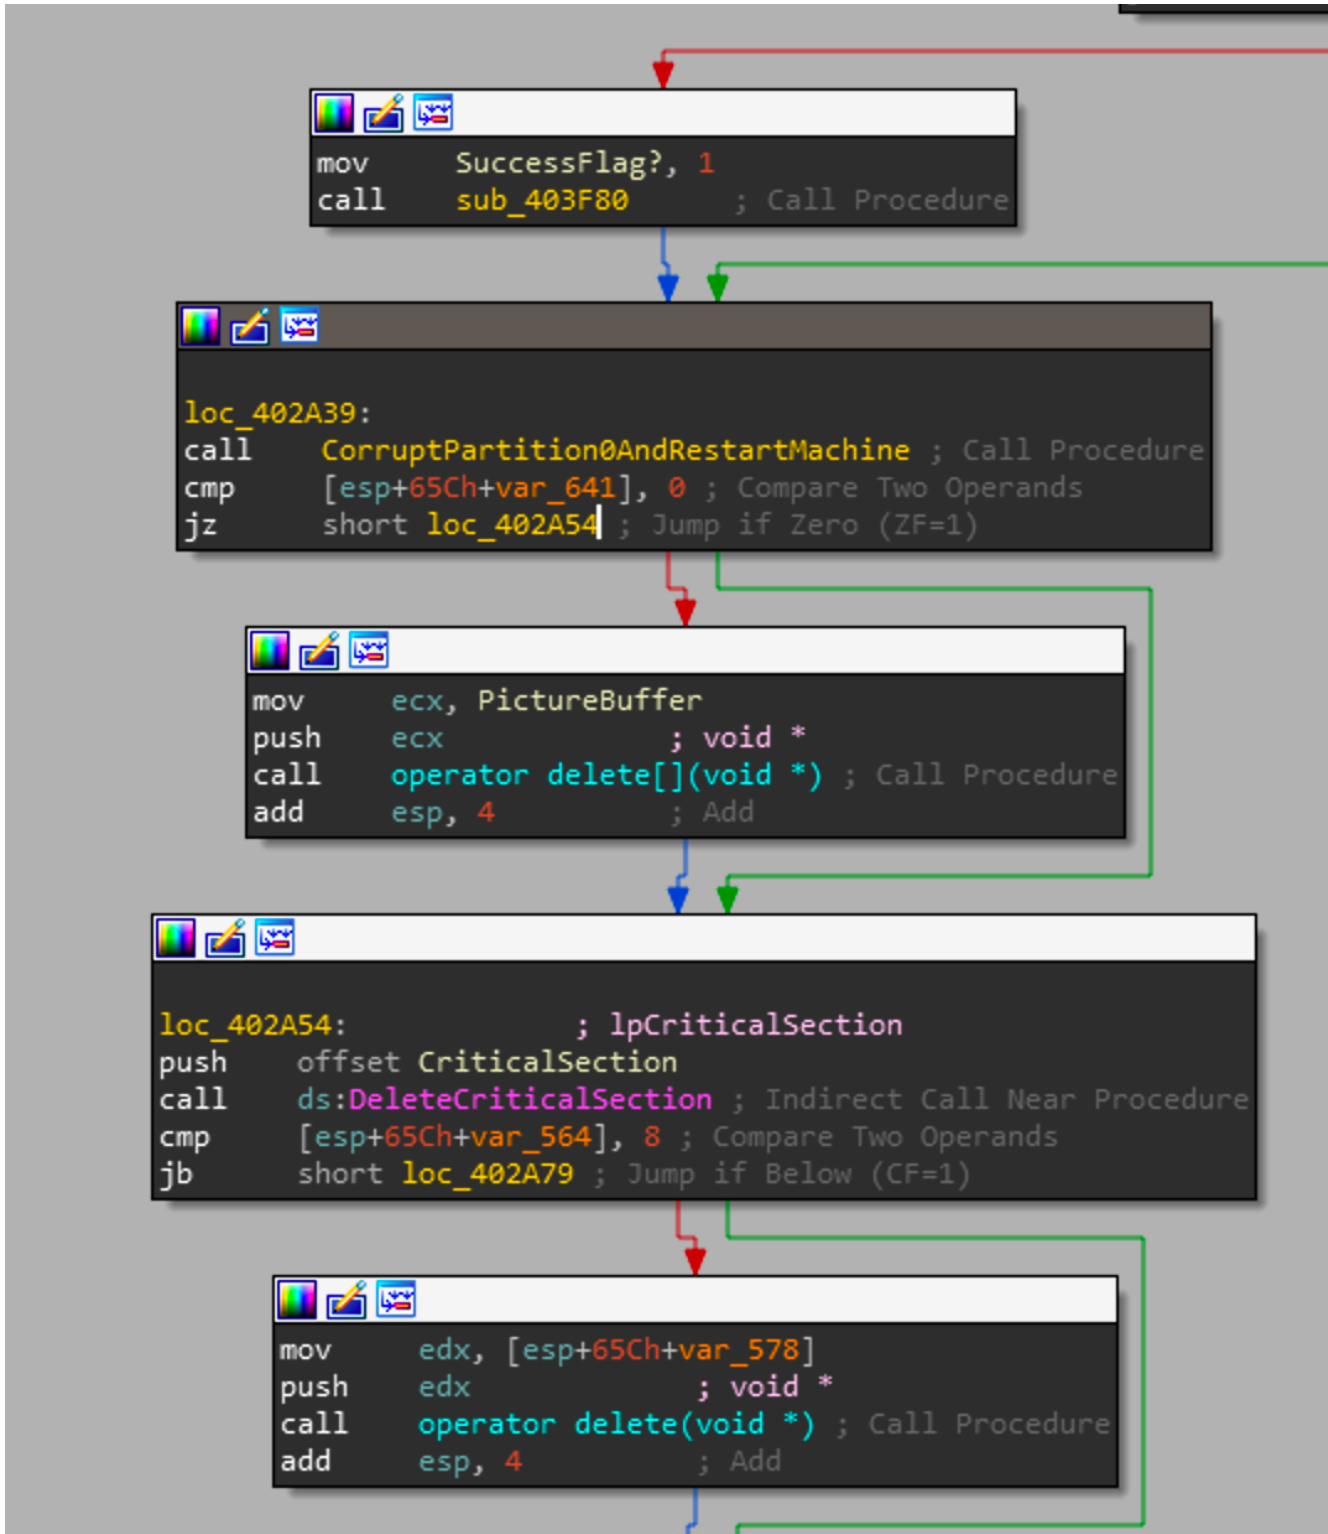 mov SuccessFlag?, 1
call sub_403F80 ; Call Procedure
loc_402A39:
call CorruptPartition0AndRestartMachine ; Call Procedure
cmp [esp+65Ch+var_641], 0 ; Compare Two Operands
jz short loc_402A54 ; Jump if Zero (ZF=1)
mov ecx, PictureBuffer
push ecx ; void *
call operator delete[](void *) ; Call Procedure
add esp, 4 ; Add
loc_402A54: ; lpCriticalSection
push offset CriticalSection
call ds:DeleteCriticalSection ; Indirect Call Near Procedure
cmp [esp+65Ch+var_564], 8 ; Compare Two Operands
jb short loc_402A79 ; Jump if Below (CF=1)
mov edx, [esp+65Ch+var_578]
push edx ; void *
call operator delete(void *) ; Call Procedure
add esp, 4 ; Add